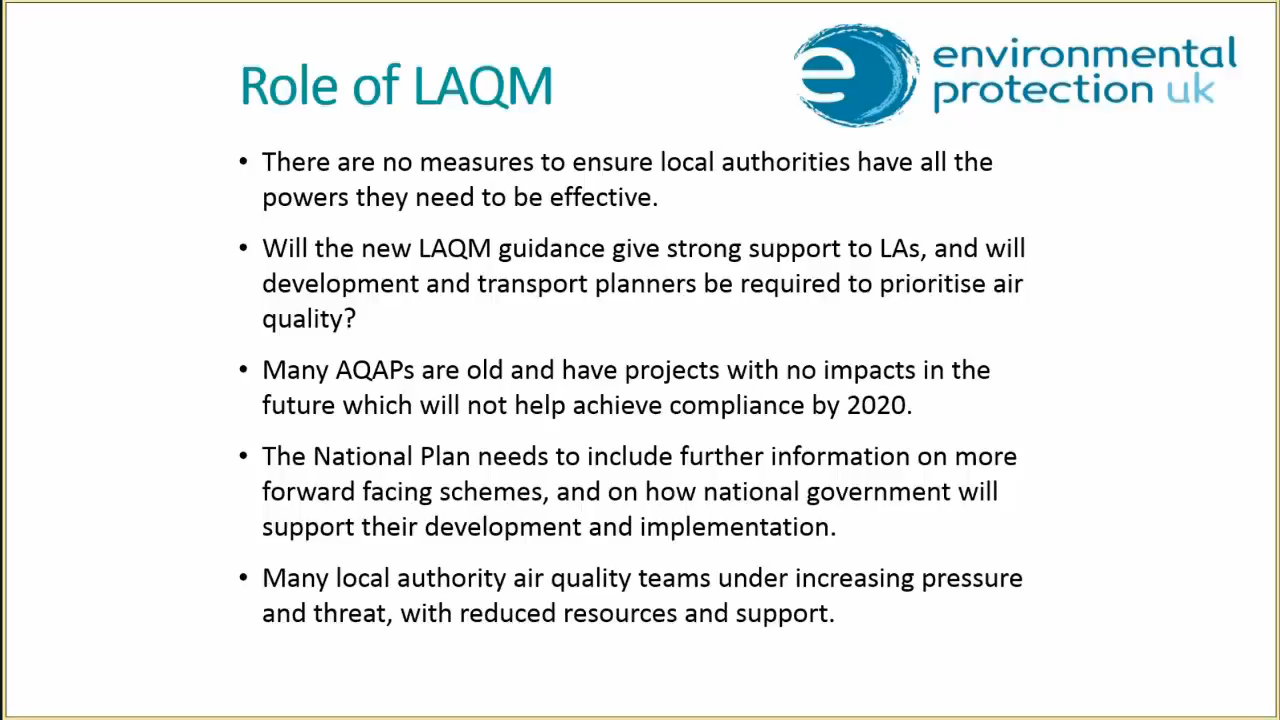 Role of LAQM
environmental
protection uk
• There are no measures to ensure local authorities have all the
powers they need to be effective.
• Will the new LAQM guidance give strong support to LAs, and will
development and transport planners be required to prioritise air
quality?
• Many AQAPs are old and have projects with no impacts in the
future which will not help achieve compliance by 2020.
• The National Plan needs to include further information on more
forward facing schemes, and on how national government will
support their development and implementation.
• Many local authority air quality teams under increasing pressure
and threat, with reduced resources and support.